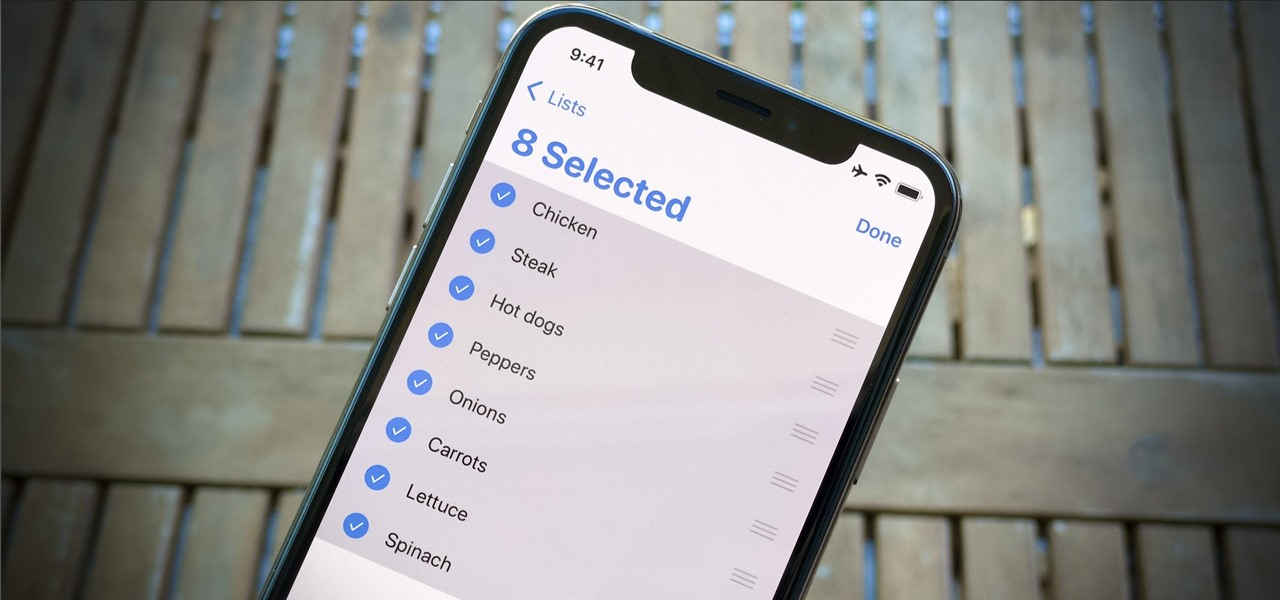 9:41
Lists
8 Selected
Done
Chicken
Steak
Hot dogs
Peppers
Onions
Carrots
Lettuce
Spinach